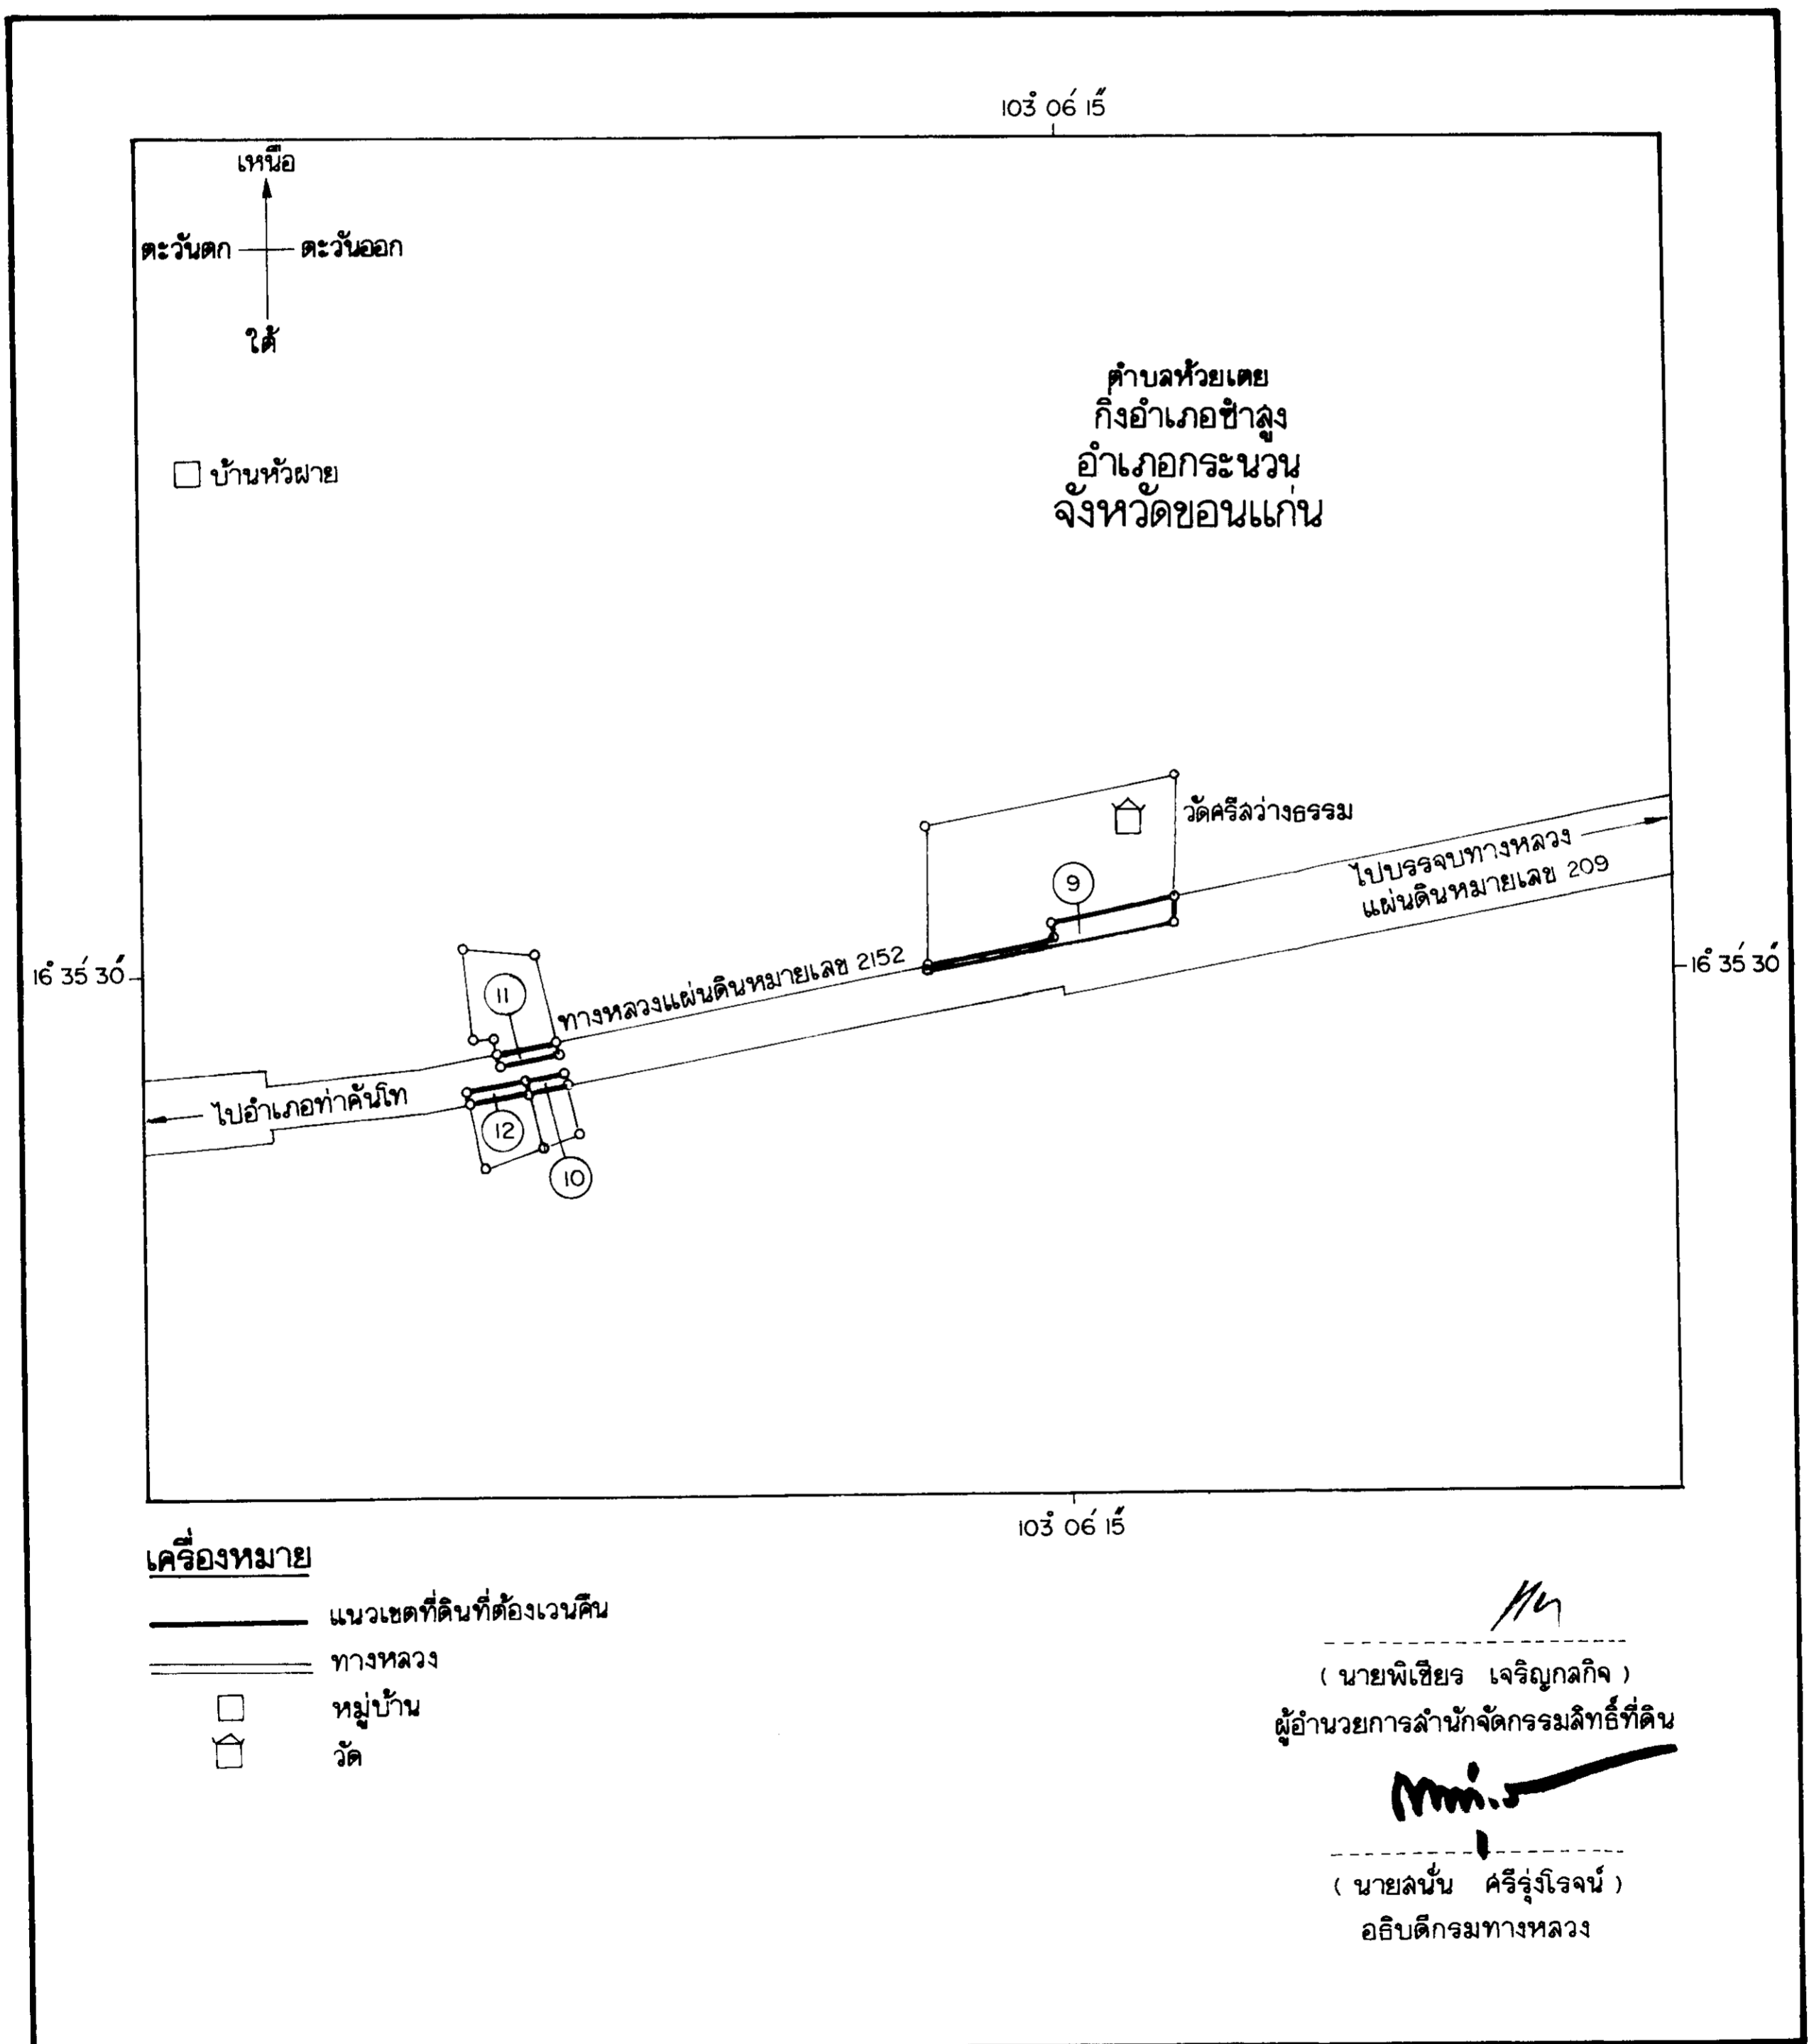 103° 06′ 15″
เหนือ
ตะวันตก
ตะวันออก
ใต้
ตำบลห้วยเตย
กิ่งอำเภอซำสูง
อำเภอกระนวน
จังหวัดขอนแก่น
บ้านหัวฝาย
วัดศรีสว่างธรรม
ไปบรรจบทางหลวง
แผ่นดินหมายเลข 209
9
ทางหลวงแผ่นดินหมายเลข 2152
16° 35′ 30″
16° 35′ 30″
11
ไปอำเภอท่าคันโท
12
10
103° 06′ 15″
เครื่องหมาย
แนวเขตที่ดินที่ต้องเวนคืน
ทางหลวง
หมู่บ้าน
วัด
( นายพิเชียร เจริญกลกิจ )
ผู้อำนวยการสำนักจัดกรรมสิทธิ์ที่ดิน
( นายสนั่น ศรีรุ่งโรจน์ )
อธิบดีกรมทางหลวง